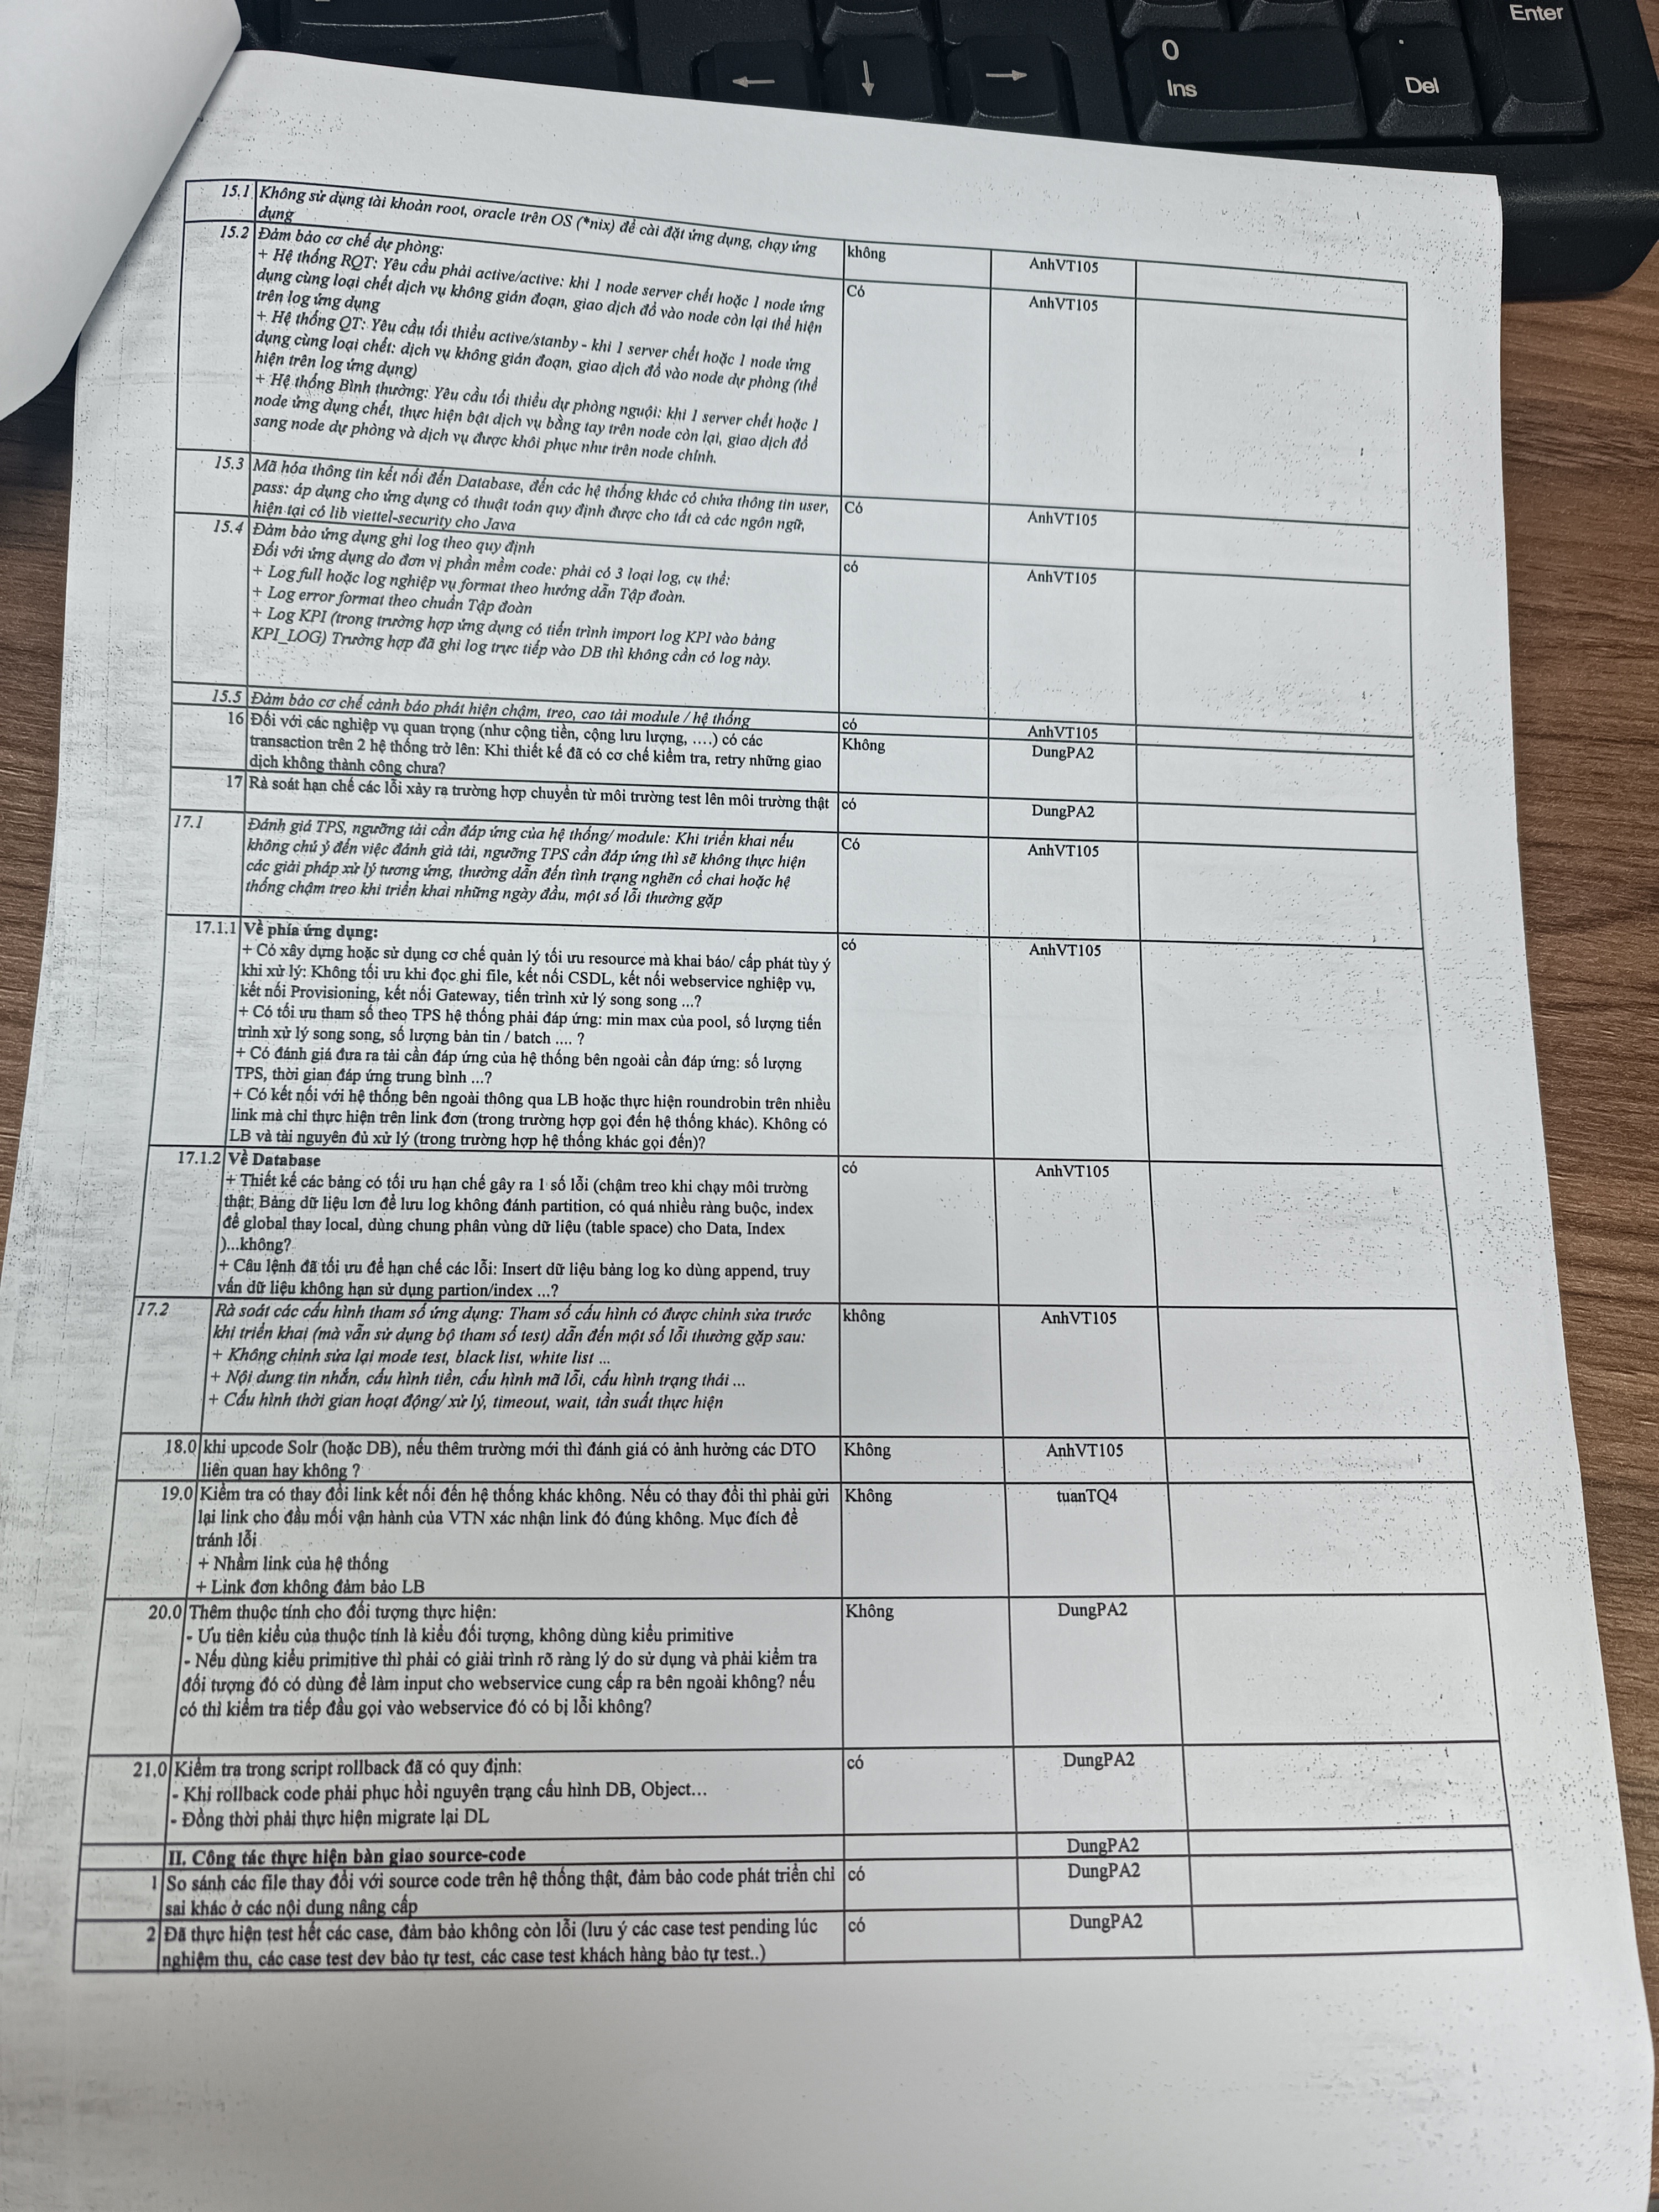 Enter
0
Ins
.
Del
←
↓
→
15.1 Không sử dụng tài khoản root, oracle trên OS (*nix) để cài đặt ứng dụng, chạy ứng
dụng
không
AnhVT105
15.2 Đảm bảo cơ chế dự phòng:
+ Hệ thống RQT: Yêu cầu phải active/active: khi 1 node server chết hoặc 1 node ứng
dụng cùng loại chết dịch vụ không gián đoạn, giao dịch đổ vào node còn lại thể hiện
trên log ứng dụng
+ Hệ thống QT: Yêu cầu tối thiểu active/stanby - khi 1 server chết hoặc 1 node ứng
dụng cùng loại chết: dịch vụ không gián đoạn, giao dịch đổ vào node dự phòng (thể
hiện trên log ứng dụng)
+ Hệ thống Bình thường: Yêu cầu tối thiểu dự phòng nguội: khi 1 server chết hoặc 1
node ứng dụng chết, thực hiện bật dịch vụ bằng tay trên node còn lại, giao dịch đổ
sang node dự phòng và dịch vụ được khôi phục như trên node chính.
Có
AnhVT105
15.3 Mã hóa thông tin kết nối đến Database, đến các hệ thống khác có chứa thông tin user,
pass: áp dụng cho ứng dụng có thuật toán quy định được cho tất cả các ngôn ngữ,
hiện tại có lib viettel-security cho Java
Có
AnhVT105
15.4 Đảm bảo ứng dụng ghi log theo quy định
Đối với ứng dụng do đơn vị phần mềm code: phải có 3 loại log, cụ thể:
+ Log full hoặc log nghiệp vụ format theo hướng dẫn Tập đoàn.
+ Log error format theo chuẩn Tập đoàn
+ Log KPI (trong trường hợp ứng dụng có tiến trình import log KPI vào bảng
KPI_LOG) Trường hợp đã ghi log trực tiếp vào DB thì không cần có log này.
có
AnhVT105
15.5 Đảm bảo cơ chế cảnh báo phát hiện chậm, treo, cao tải module / hệ thống
có
AnhVT105
16 Đối với các nghiệp vụ quan trọng (như cộng tiền, cộng lưu lượng, ....) có các
transaction trên 2 hệ thống trở lên: Khi thiết kế đã có cơ chế kiểm tra, retry những giao
dịch không thành công chưa?
Không
DungPA2
17 Rà soát hạn chế các lỗi xảy ra trường hợp chuyển từ môi trường test lên môi trường thật
có
DungPA2
17.1 Đánh giá TPS, ngưỡng tải cần đáp ứng của hệ thống/ module: Khi triển khai nếu
không chú ý đến việc đánh giả tải, ngưỡng TPS cần đáp ứng thì sẽ không thực hiện
các giải pháp xử lý tương ứng, thường dẫn đến tình trạng nghẽn cổ chai hoặc hệ
thống chậm treo khi triển khai những ngày đầu, một số lỗi thường gặp
Có
AnhVT105
17.1.1 Về phía ứng dụng:
+ Có xây dựng hoặc sử dụng cơ chế quản lý tối ưu resource mà khai báo/ cấp phát tùy ý
khi xử lý: Không tối ưu khi đọc ghi file, kết nối CSDL, kết nối webservice nghiệp vụ,
kết nối Provisioning, kết nối Gateway, tiến trình xử lý song song ...?
+ Có tối ưu tham số theo TPS hệ thống phải đáp ứng: min max của pool, số lượng tiến
trình xử lý song song, số lượng bản tin / batch .... ?
+ Có đánh giá đưa ra tải cần đáp ứng của hệ thống bên ngoài cần đáp ứng: số lượng
TPS, thời gian đáp ứng trung bình ...?
+ Có kết nối với hệ thống bên ngoài thông qua LB hoặc thực hiện roundrobin trên nhiều
link mà chỉ thực hiện trên link đơn (trong trường hợp gọi đến hệ thống khác). Không có
LB và tài nguyên đủ xử lý (trong trường hợp hệ thống khác gọi đến)?
có
AnhVT105
17.1.2 Về Database
+ Thiết kế các bảng có tối ưu hạn chế gây ra 1 số lỗi (chậm treo khi chạy môi trường
thật: Bảng dữ liệu lơn để lưu log không đánh partition, có quá nhiều ràng buộc, index
để global thay local, dùng chung phân vùng dữ liệu (table space) cho Data, Index
)...không?
+ Câu lệnh đã tối ưu để hạn chế các lỗi: Insert dữ liệu bảng log ko dùng append, truy
vấn dữ liệu không hạn sử dụng partion/index ...?
có
AnhVT105
17.2 Rà soát các cấu hình tham số ứng dụng: Tham số cấu hình có được chỉnh sửa trước
khi triển khai (mà vẫn sử dụng bộ tham số test) dẫn đến một số lỗi thường gặp sau:
+ Không chỉnh sửa lại mode test, black list, white list ...
+ Nội dung tin nhắn, cấu hình tiền, cấu hình mã lỗi, cấu hình trạng thái ...
+ Cấu hình thời gian hoạt động/ xử lý, timeout, wait, tần suất thực hiện
không
AnhVT105
18.0 khi upcode Solr (hoặc DB), nếu thêm trường mới thì đánh giá có ảnh hưởng các DTO
liên quan hay không ?
Không
AnhVT105
19.0 Kiểm tra có thay đổi link kết nối đến hệ thống khác không. Nếu có thay đổi thì phải gửi
lại link cho đầu mối vận hành của VTN xác nhận link đó đúng không. Mục đích để
tránh lỗi
+ Nhầm link của hệ thống
+ Link đơn không đảm bảo LB
Không
tuanTQ4
20.0 Thêm thuộc tính cho đối tượng thực hiện:
- Ưu tiên kiểu của thuộc tính là kiểu đối tượng, không dùng kiểu primitive
- Nếu dùng kiểu primitive thì phải có giải trình rõ ràng lý do sử dụng và phải kiểm tra
đối tượng đó có dùng để làm input cho webservice cung cấp ra bên ngoài không? nếu
có thì kiểm tra tiếp đầu gọi vào webservice đó có bị lỗi không?
Không
DungPA2
21.0 Kiểm tra trong script rollback đã có quy định:
- Khi rollback code phải phục hồi nguyên trạng cấu hình DB, Object...
- Đồng thời phải thực hiện migrate lại DL
có
DungPA2
II. Công tác thực hiện bàn giao source-code
DungPA2
1 So sánh các file thay đổi với source code trên hệ thống thật, đảm bảo code phát triển chỉ
sai khác ở các nội dung nâng cấp
có
DungPA2
2 Đã thực hiện test hết các case, đảm bảo không còn lỗi (lưu ý các case test pending lúc
nghiệm thu, các case test dev bảo tự test, các case test khách hàng bảo tự test..)
có
DungPA2